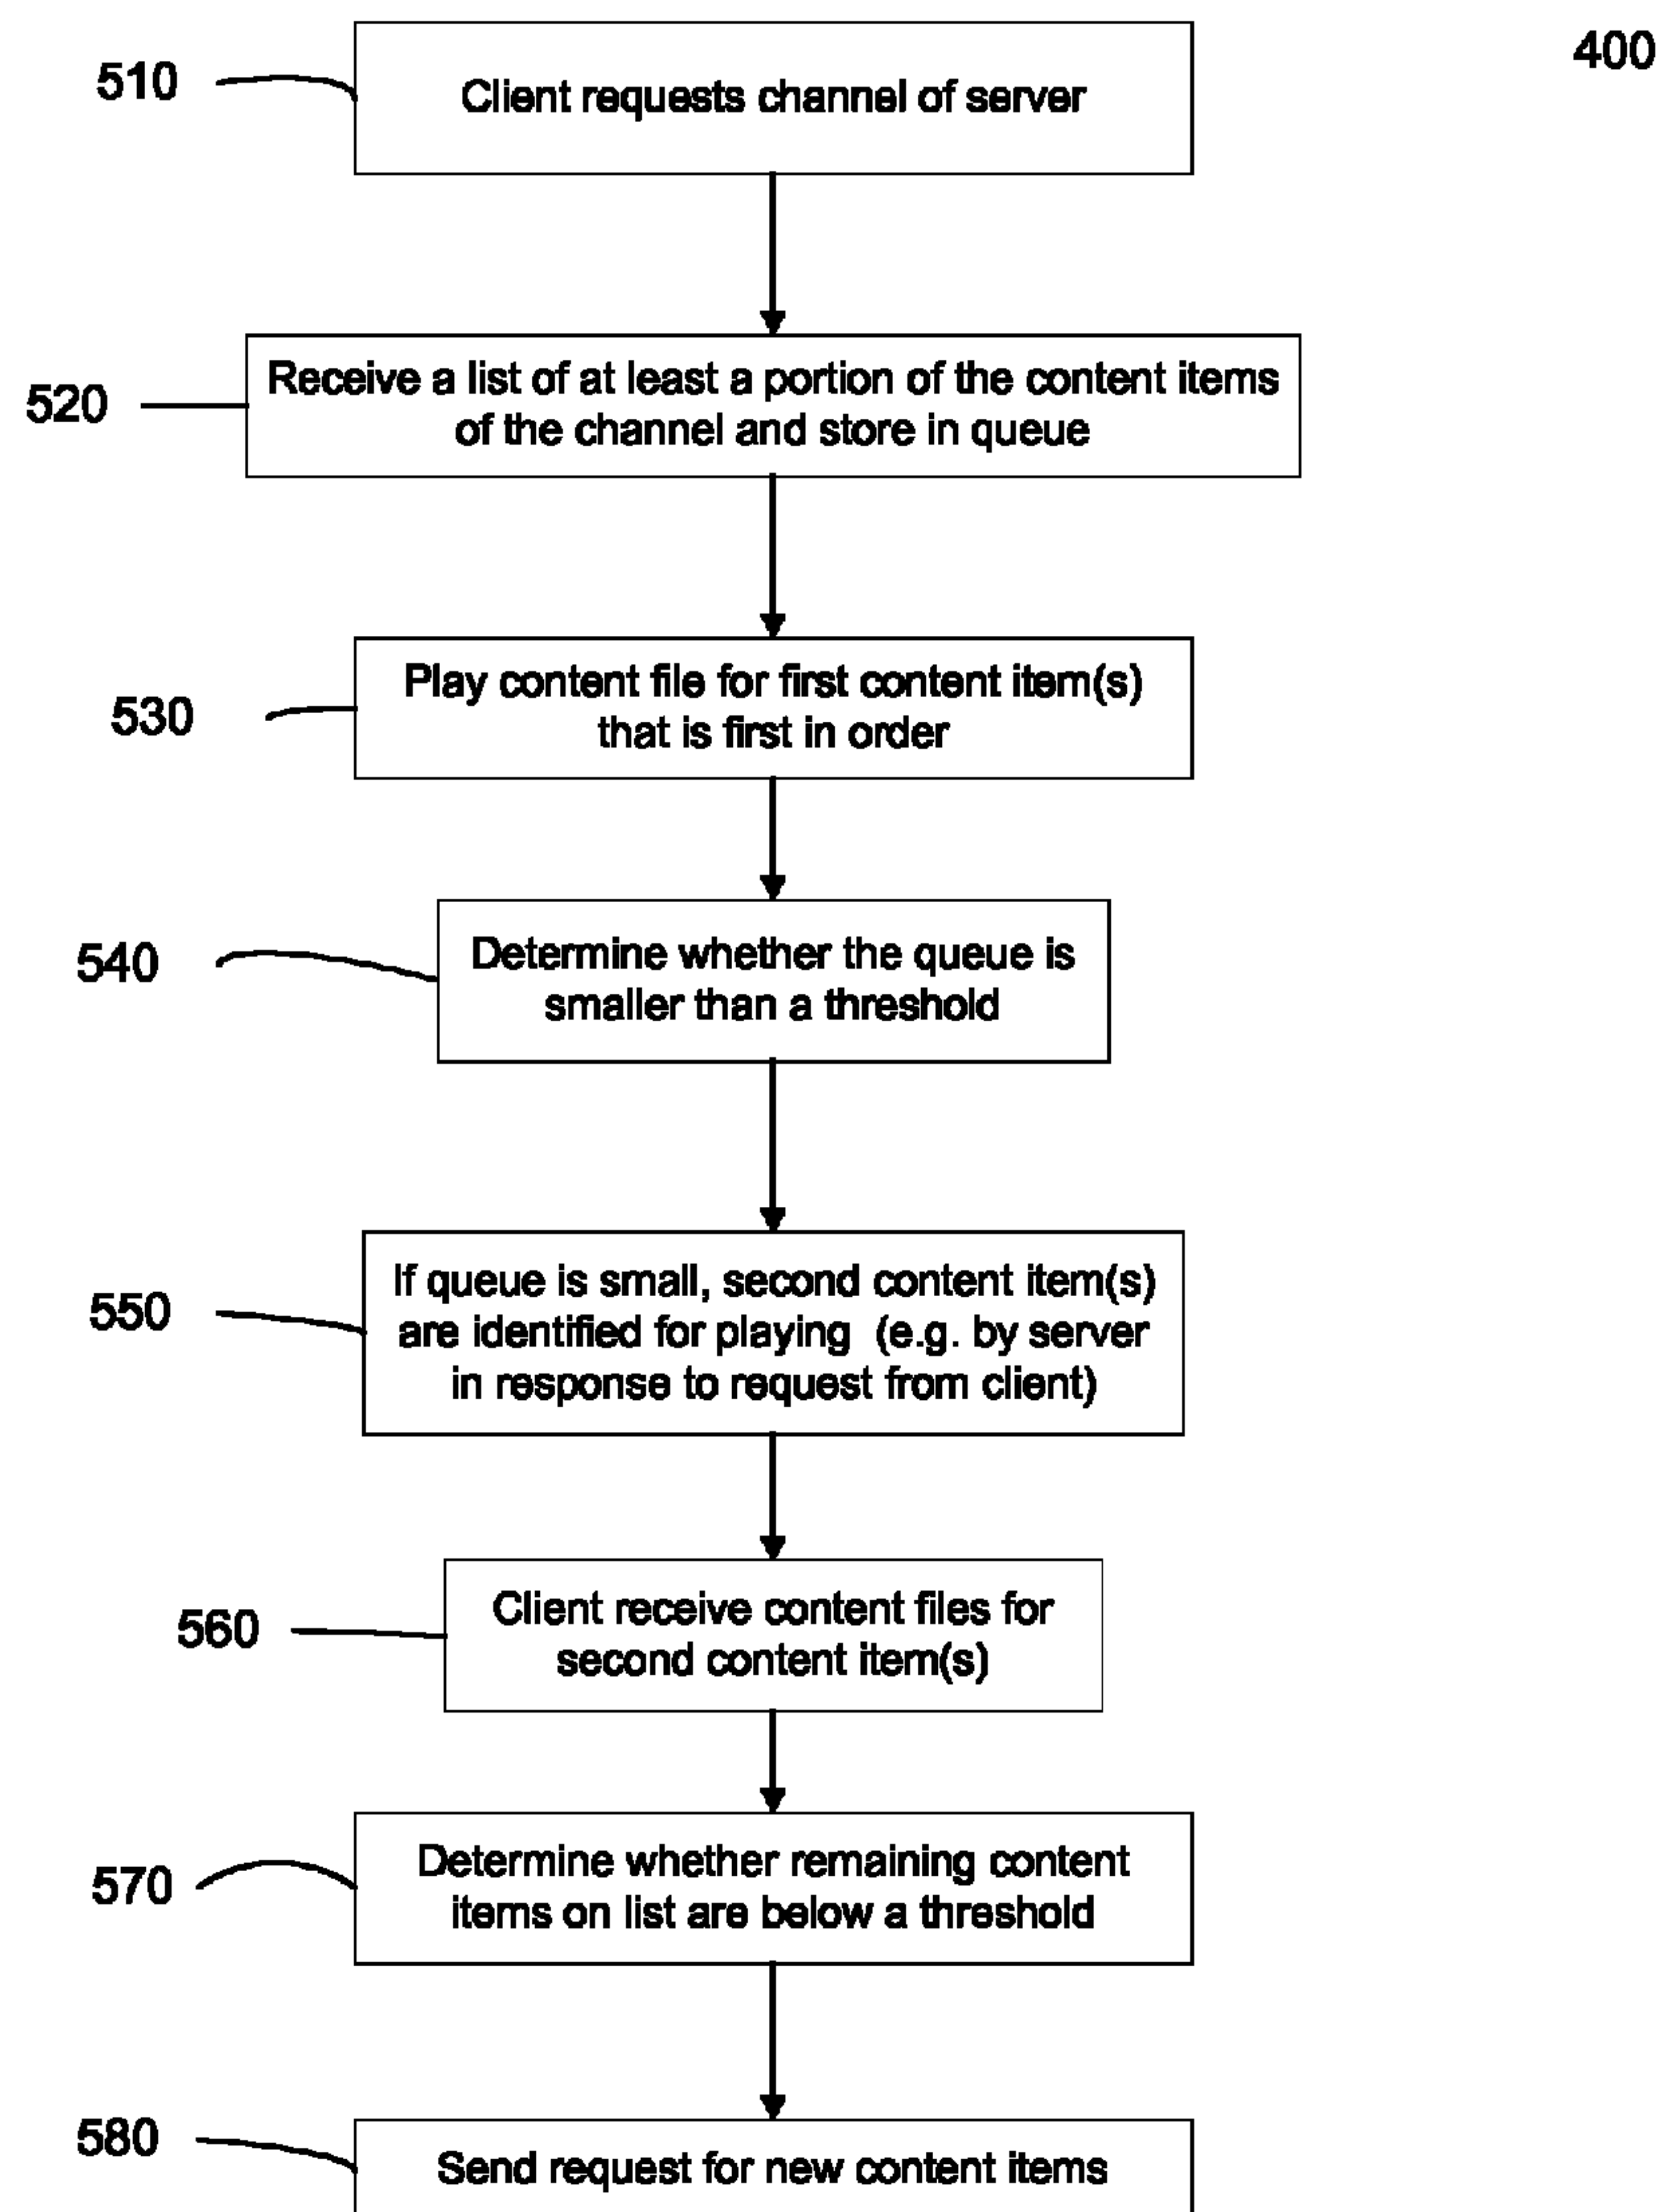 400
510
Client requests channel of server
520
Receive a list of at least a portion of the content items
of the channel and store in queue
530
Play content file for first content item(s)
that is first in order
540
Determine whether the queue is
smaller than a threshold
550
If queue is small, second content item(s)
are identified for playing (e.g. by server
in response to request from client)
560
Client receive content files for
second content item(s)
570
Determine whether remaining content
items on list are below a threshold
580
Send request for new content items